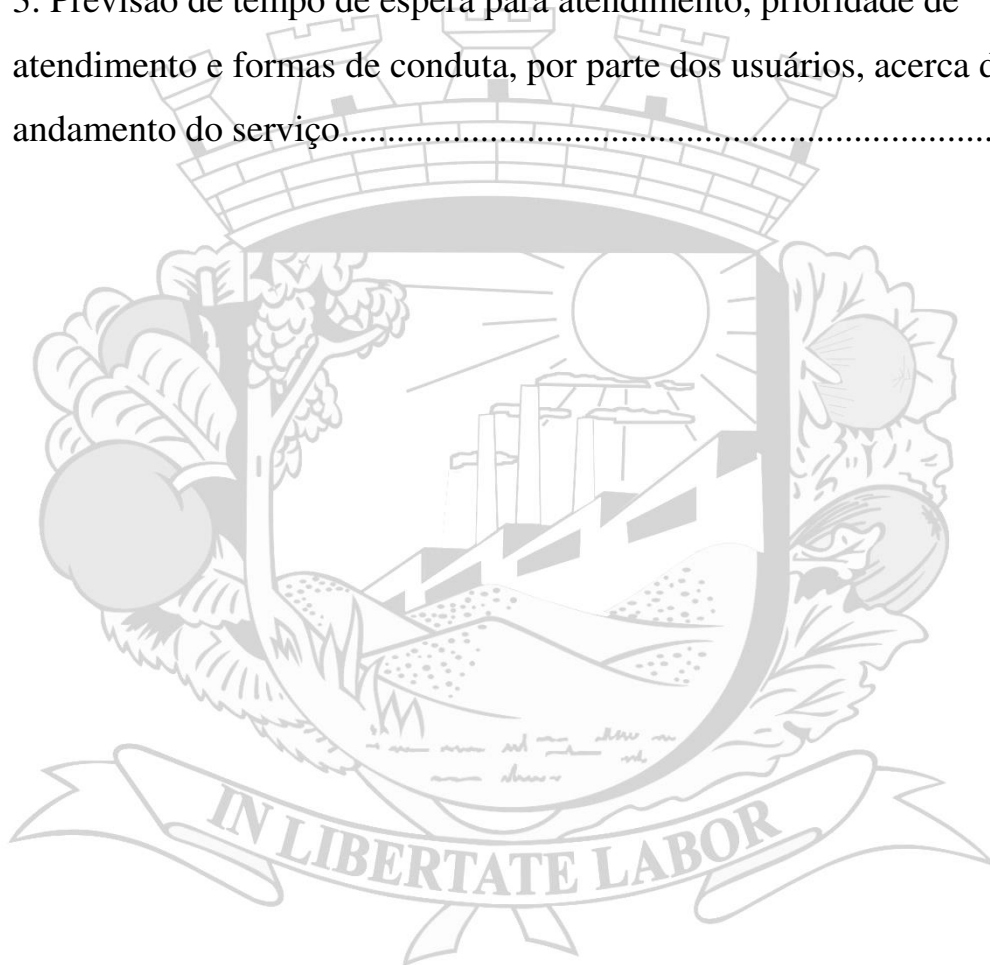 5. Previsão de tempo de espera para atendimento, prioridade de
atendimento e formas de conduta, por parte dos usuários, acerca d
andamento do serviço......................................................................
IN LIBERTATE LABOR